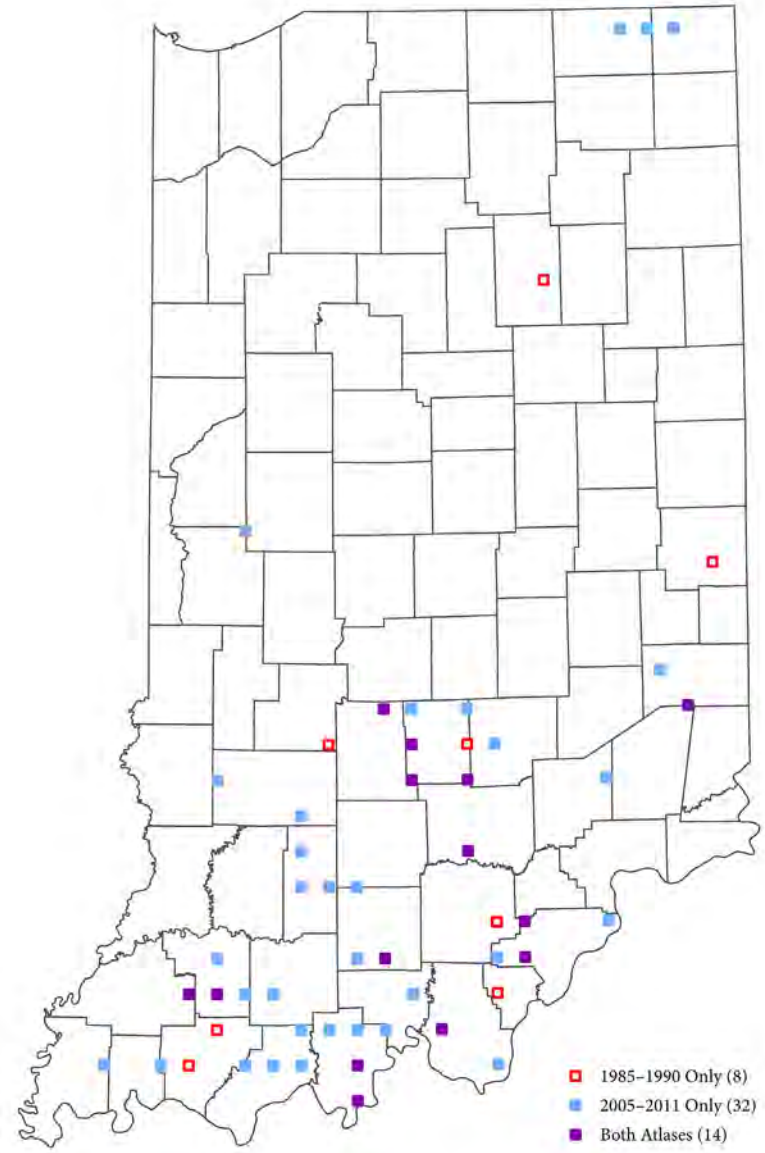 1985–1990 Only (8)
2005–2011 Only (32)
Both Atlases (14)